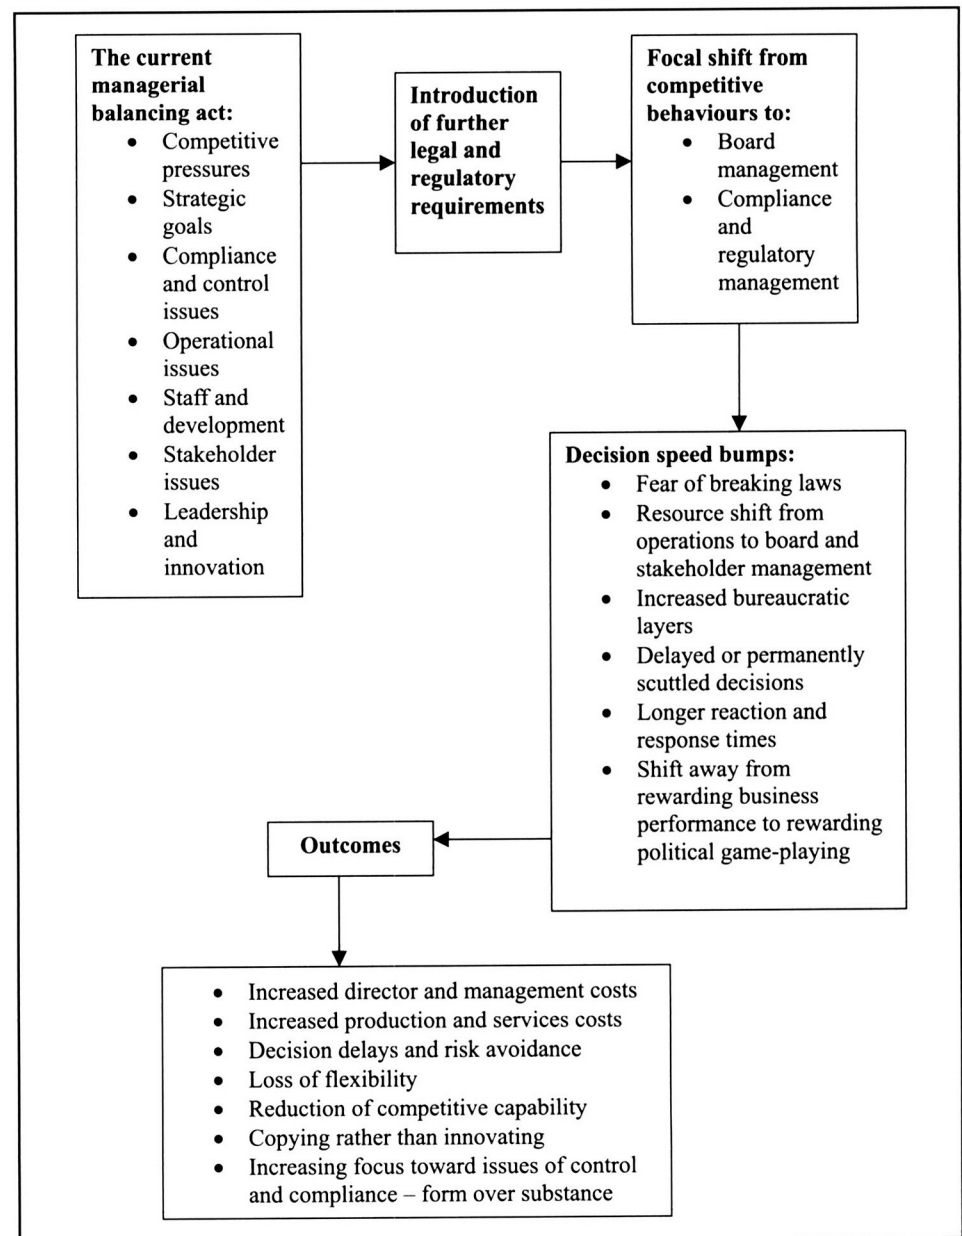 The current
managerial
balancing act:
• Competitive
pressures
• Strategic
goals
• Compliance
and control
issues
• Operational
issues
• Staff and
development
• Stakeholder
issues
• Leadership
and
innovation
Introduction
of further
legal and
regulatory
requirements
Focal shift from
competitive
behaviours to:
• Board
management
• Compliance
and
regulatory
management
Decision speed bumps:
• Fear of breaking laws
• Resource shift from
operations to board and
stakeholder management
• Increased bureaucratic
layers
• Delayed or permanently
scuttled decisions
• Longer reaction and
response times
• Shift away from
rewarding business
performance to rewarding
political game-playing
Outcomes
• Increased director and management costs
• Increased production and services costs
• Decision delays and risk avoidance
• Loss of flexibility
• Reduction of competitive capability
• Copying rather than innovating
• Increasing focus toward issues of control
and compliance – form over substance